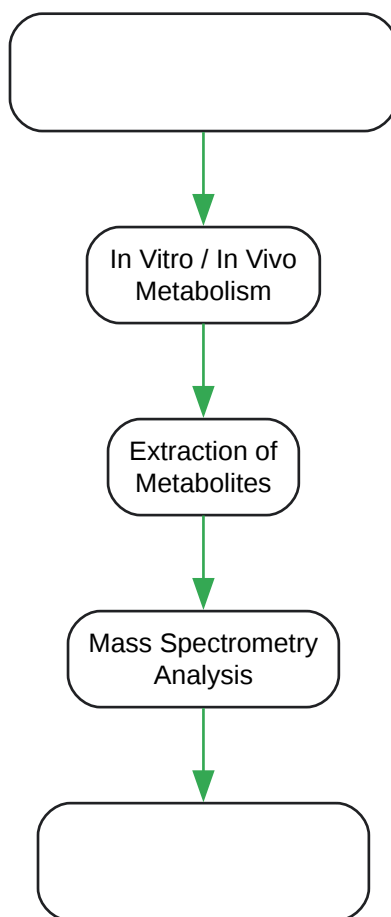 In Vitro / In Vivo
Metabolism
Extraction of
Metabolites
Mass Spectrometry
Analysis